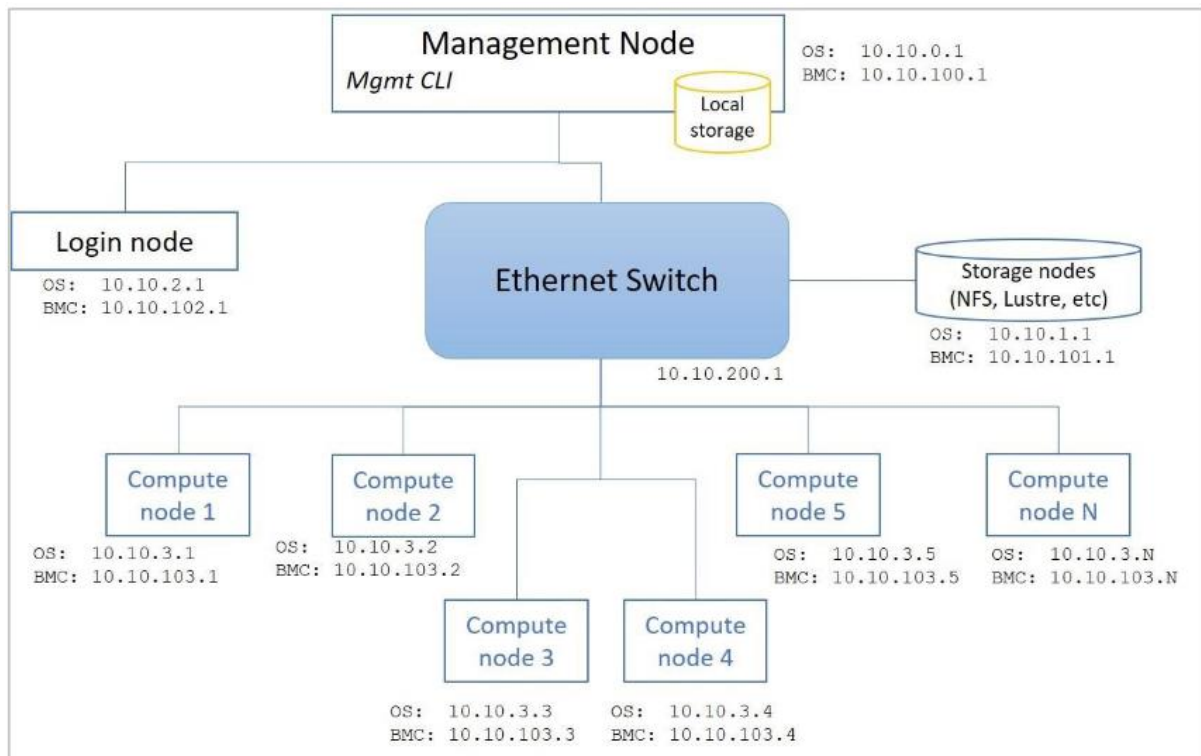 Management Node
Mgmt CLI
Local
storage
OS: 10.10.0.1
BMC: 10.10.100.1
Login node
OS: 10.10.2.1
BMC: 10.10.102.1
Ethernet Switch
10.10.200.1
Storage nodes
(NFS, Lustre, etc)
OS: 10.10.1.1
BMC: 10.10.101.1
Compute
node 1
OS: 10.10.3.1
BMC: 10.10.103.1
Compute
node 2
OS: 10.10.3.2
BMC: 10.10.103.2
Compute
node 5
OS: 10.10.3.5
BMC: 10.10.103.5
Compute
node N
OS: 10.10.3.N
BMC: 10.10.103.N
Compute
node 3
OS: 10.10.3.3
BMC: 10.10.103.3
Compute
node 4
OS: 10.10.3.4
BMC: 10.10.103.4